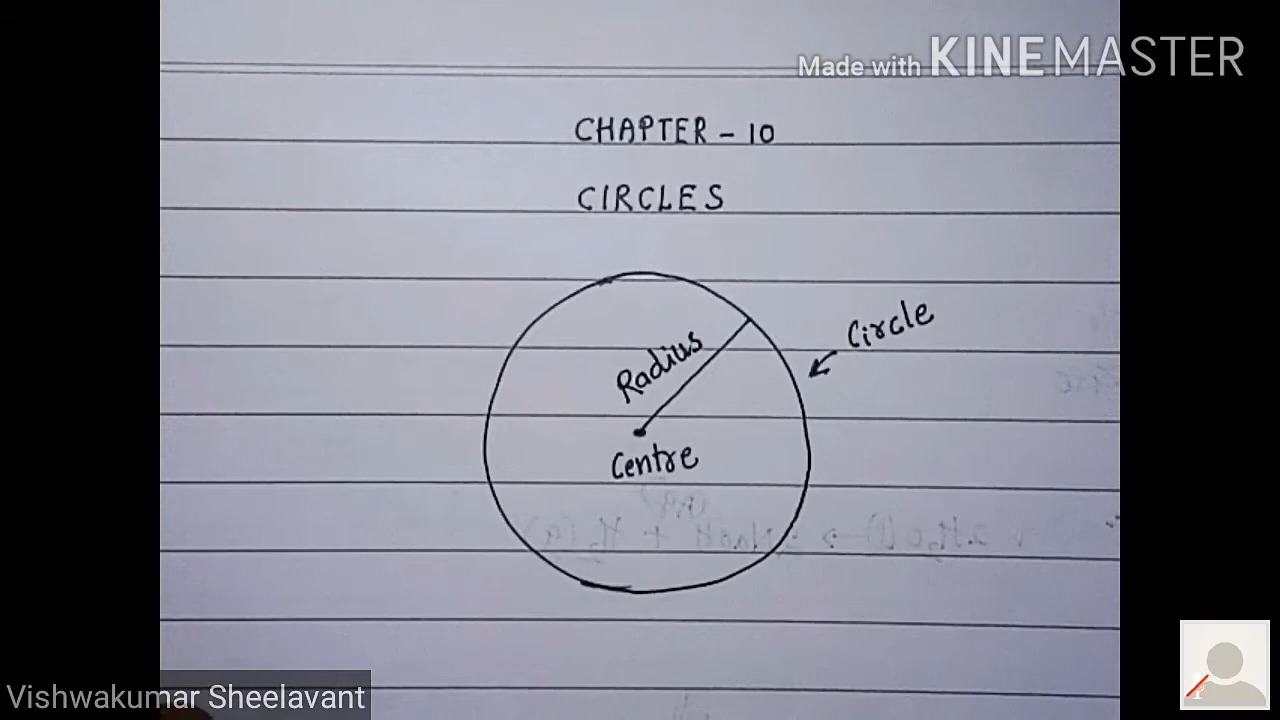 Made with KINEMASTER
CHAPTER - 10
CIRCLES
Circle
Radius
Centre
Vishwakumar Sheelavant